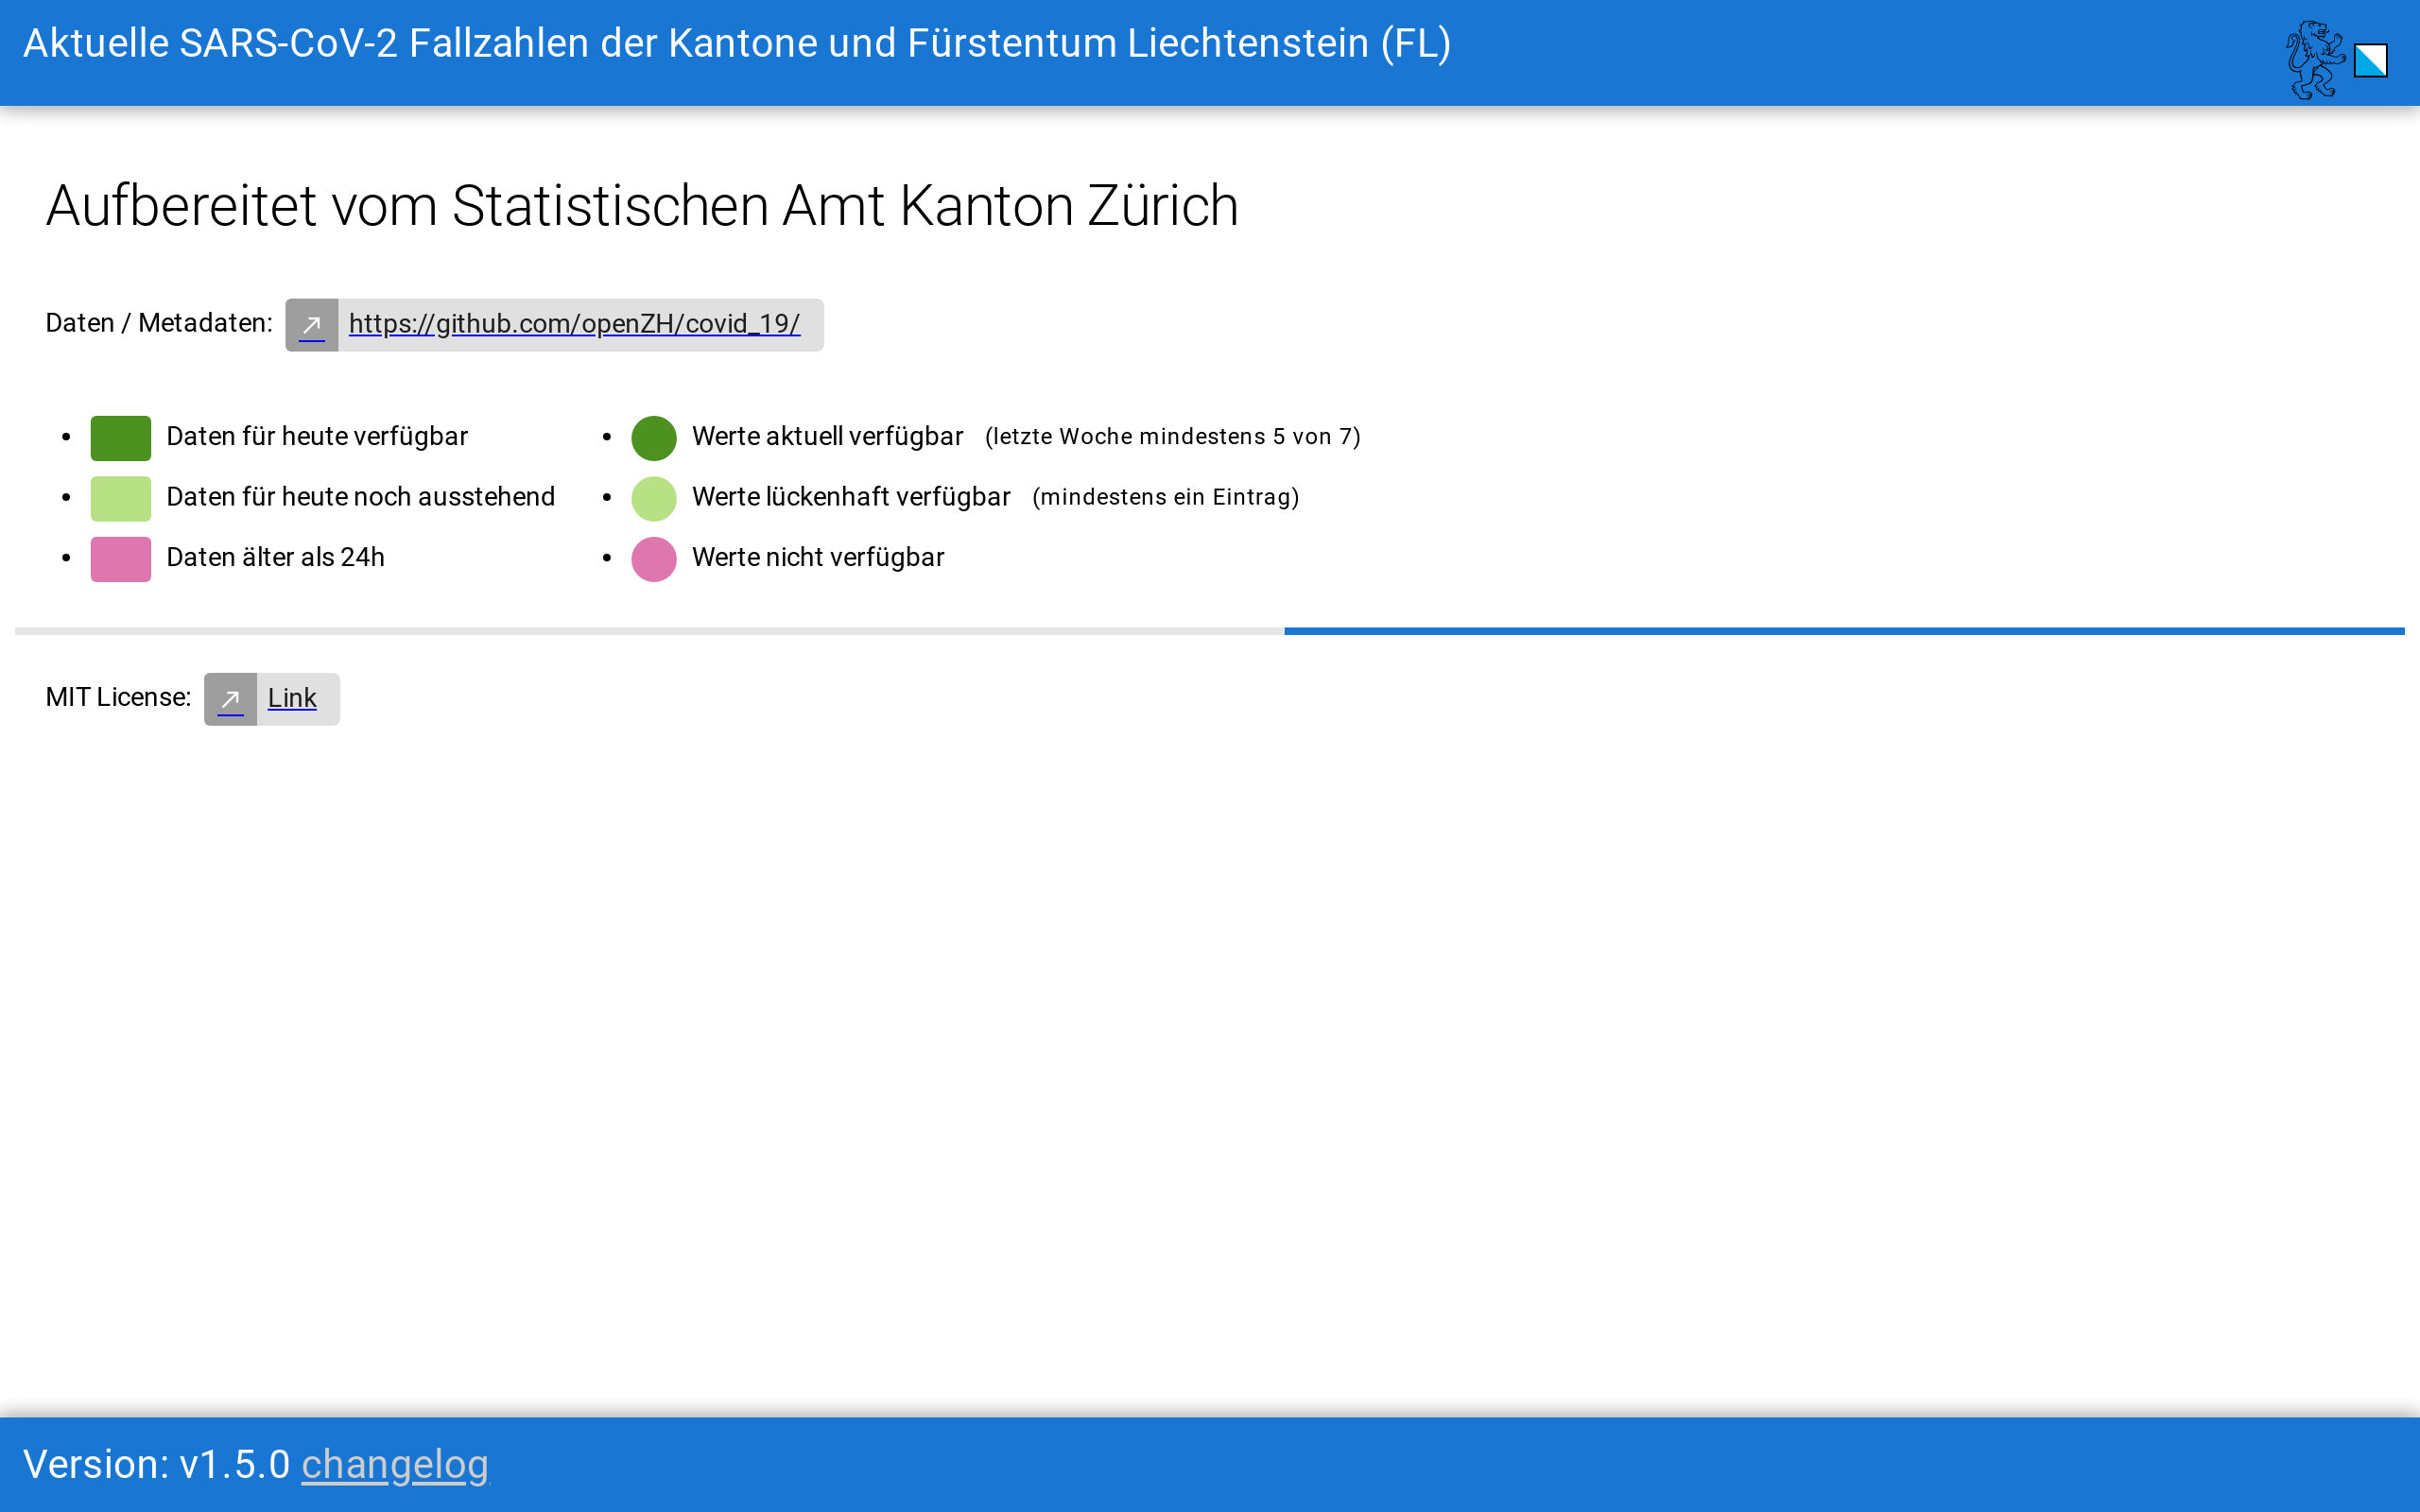 Aktuelle SARS-CoV-2 Fallzahlen der Kantone und Fürstentum Liechtenstein (FL)
Aufbereitet vom Statistischen Amt Kanton Zürich
Daten / Metadaten: https://github.com/openZH/covid_19/
Daten für heute verfügbar
Daten für heute noch ausstehend
Daten älter als 24h
Werte aktuell verfügbar (letzte Woche mindestens 5 von 7)
Werte lückenhaft verfügbar (mindestens ein Eintrag)
Werte nicht verfügbar
MIT License: Link
Version: v1.5.0 changelog